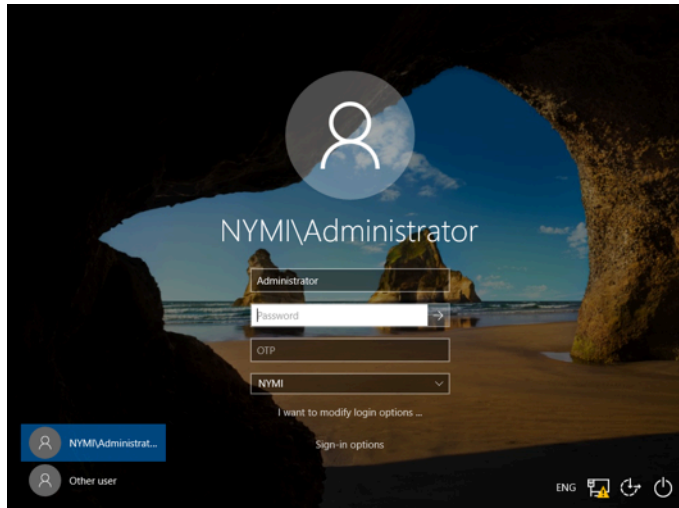 NYMI\Administrator
Administrator
Password
OTP
NYMI
I want to modify login options ...
Sign-in options
NYMI\Administrat...
Other user
ENG